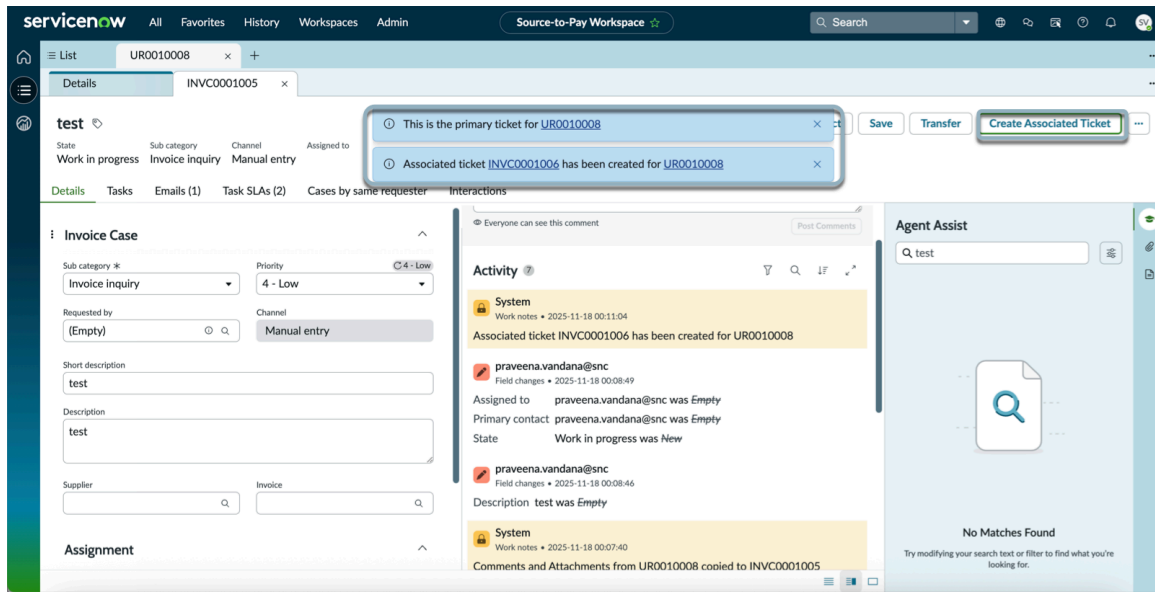 servicenow All Favorites History Workspaces Admin Source-to-Pay Workspace Search SV
List UR0010008
Details INVC0001005
test
This is the primary ticket for UR0010008
Save Transfer Create Associated Ticket
Associated ticket INVC0001006 has been created for UR0010008
State Sub category Channel Assigned to
Work in progress Invoice inquiry Manual entry
Details Tasks Emails (1) Task SLAs (2) Cases by same requester Interactions
Invoice Case
Sub category * Priority 4 - Low
Invoice inquiry 4 - Low
Requested by Channel
(Empty) Manual entry
Short description
test
Description
test
Supplier Invoice
Assignment
Everyone can see this comment Post Comments
Activity 7
System
Work notes • 2025-11-18 00:11:04
Associated ticket INVC0001006 has been created for UR0010008
praveena.vandana@snc
Field changes • 2025-11-18 00:08:49
Assigned to praveena.vandana@snc was Empty
Primary contact praveena.vandana@snc was Empty
State Work in progress was New
praveena.vandana@snc
Field changes • 2025-11-18 00:08:46
Description test was Empty
System
Work notes • 2025-11-18 00:07:40
Comments and Attachments from UR0010008 copied to INVC0001005
Agent Assist
test
No Matches Found
Try modifying your search text or filter to find what you're
looking for.